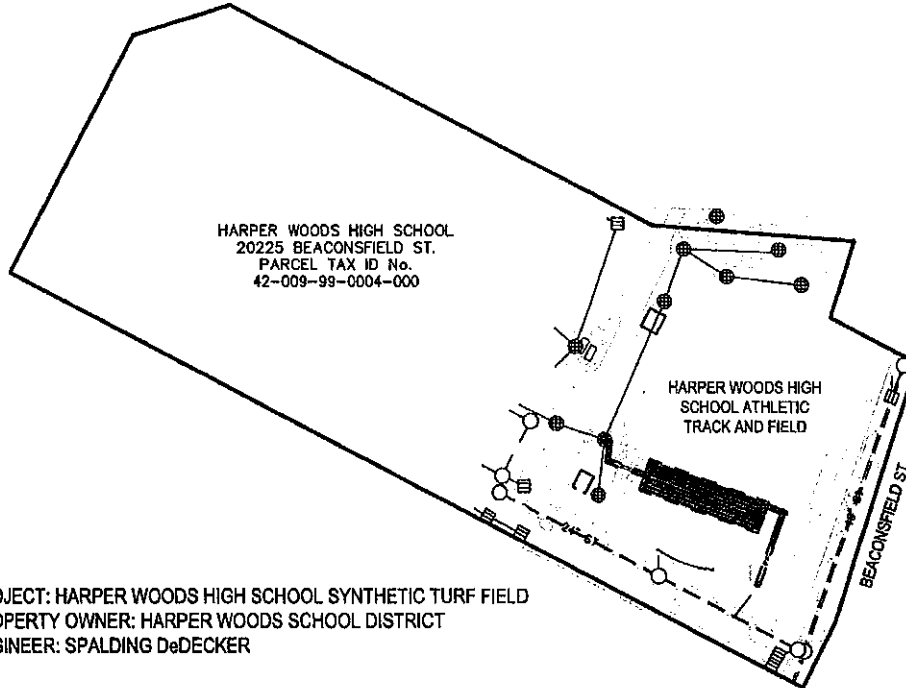 HARPER WOODS HIGH SCHOOL
20225 BEACONSFIELD ST.
PARCEL TAX ID No.
42-009-99-0004-000
HARPER WOODS HIGH
SCHOOL ATHLETIC
TRACK AND FIELD
BEACONSFIELD ST
OJECT: HARPER WOODS HIGH SCHOOL SYNTHETIC TURF FIELD
OPERTY OWNER: HARPER WOODS SCHOOL DISTRICT
GINEER: SPALDING DeDECKER